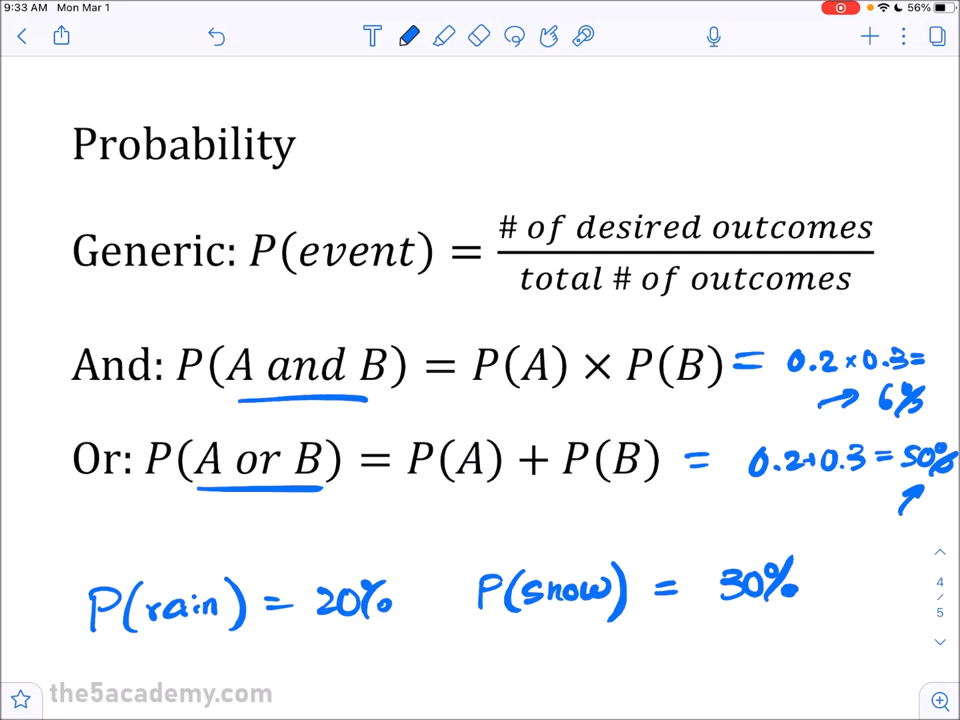 9:33 AM Mon Mar 1 56%
Probability
Generic: P(event) = # of desired outcomes / total # of outcomes
And: P(A and B) = P(A) × P(B) = 0.2 × 0.3 =
→ 6%
Or: P(A or B) = P(A) + P(B) = 0.2+0.3 = 50%
P(rain) = 20% P(snow) = 30%
4
/
5
the5academy.com